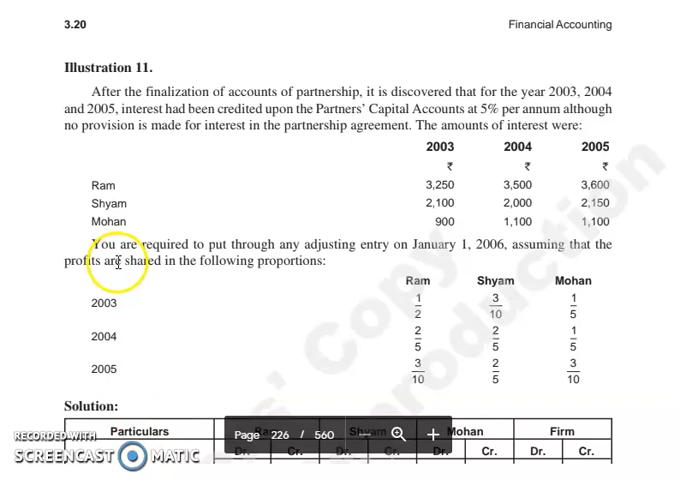 3.20 Financial Accounting
Illustration 11.
After the finalization of accounts of partnership, it is discovered that for the year 2003, 2004
and 2005, interest had been credited upon the Partners' Capital Accounts at 5% per annum although
no provision is made for interest in the partnership agreement. The amounts of interest were:
2003 2004 2005
₹ ₹ ₹
Ram 3,250 3,500 3,600
Shyam 2,100 2,000 2,150
Mohan 900 1,100 1,100
You are required to put through any adjusting entry on January 1, 2006, assuming that the
profits are shared in the following proportions:
Ram Shyam Mohan
2003 1/2 3/10 1/5
2004 2/5 2/5 1/5
2005 3/10 2/5 3/10
Solution:
Particulars Mohan Firm
Dr. Cr. Dr. Cr. Dr. Cr. Dr. Cr.
Page 226 / 560
RECORDED WITH
SCREENCAST MATIC